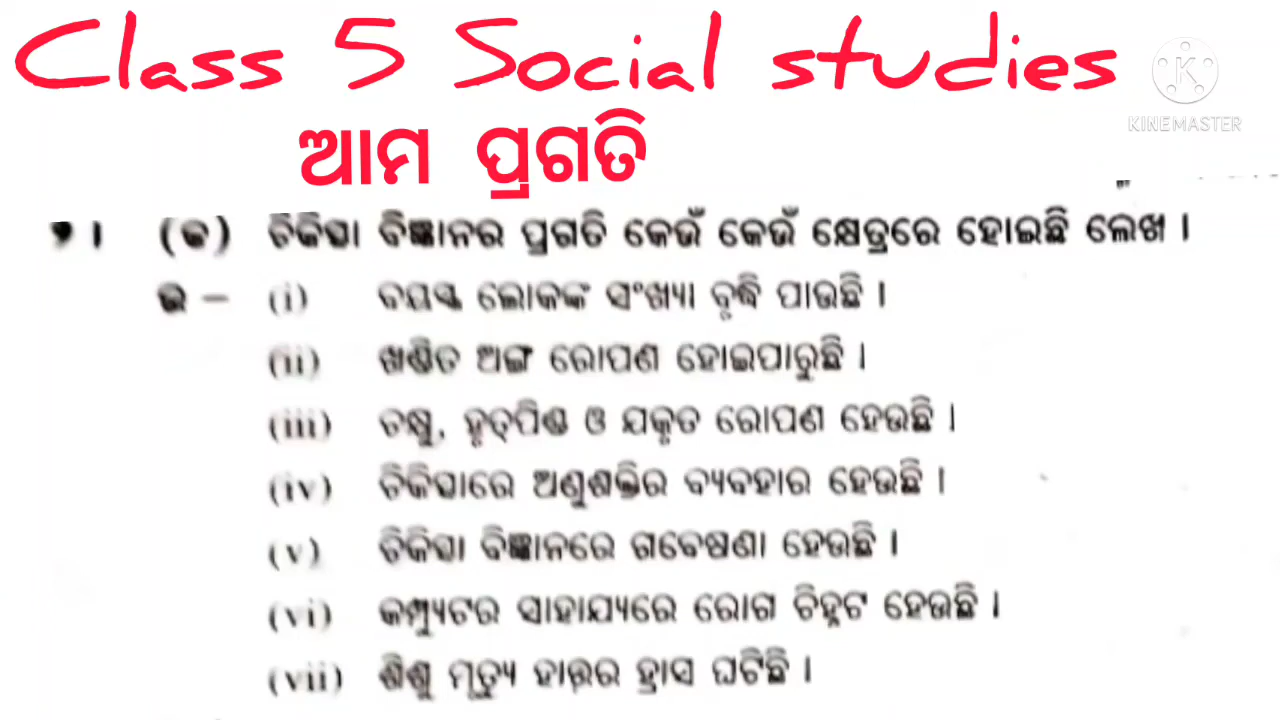 Class 5 Social studies
KINEMASTER
ଆମ ପ୍ରଗତି
୨ । (କ) ଚିକିତ୍ସା ବିଜ୍ଞାନର ପ୍ରଗତି କେଉଁ କେଉଁ କ୍ଷେତ୍ରରେ ହୋଇଛି ଲେଖ ।
ଉ – (i) ବୟସ୍କ ଲୋକଙ୍କ ସଂଖ୍ୟା ବୃଦ୍ଧି ପାଉଛି ।
(ii) ଖଣ୍ଡିତ ଅଙ୍ଗ ରୋପଣ ହୋଇପାରୁଛି ।
(iii) ଚକ୍ଷୁ, ହୃତ୍‌ପିଣ୍ଡ ଓ ଯକୃତ ରୋପଣ ହେଉଛି ।
(iv) ଚିକିତ୍ସାରେ ଅଣୁଶକ୍ତିର ବ୍ୟବହାର ହେଉଛି ।
(v) ଚିକିତ୍ସା ବିଜ୍ଞାନରେ ଗବେଷଣା ହେଉଛି ।
(vi) କମ୍ପ୍ୟୁଟର ସାହାଯ୍ୟରେ ରୋଗ ଚିହ୍ନଟ ହେଉଛି ।
(vii) ଶିଶୁ ମୃତ୍ୟୁ ହାରର ହ୍ରାସ ଘଟିଛି ।